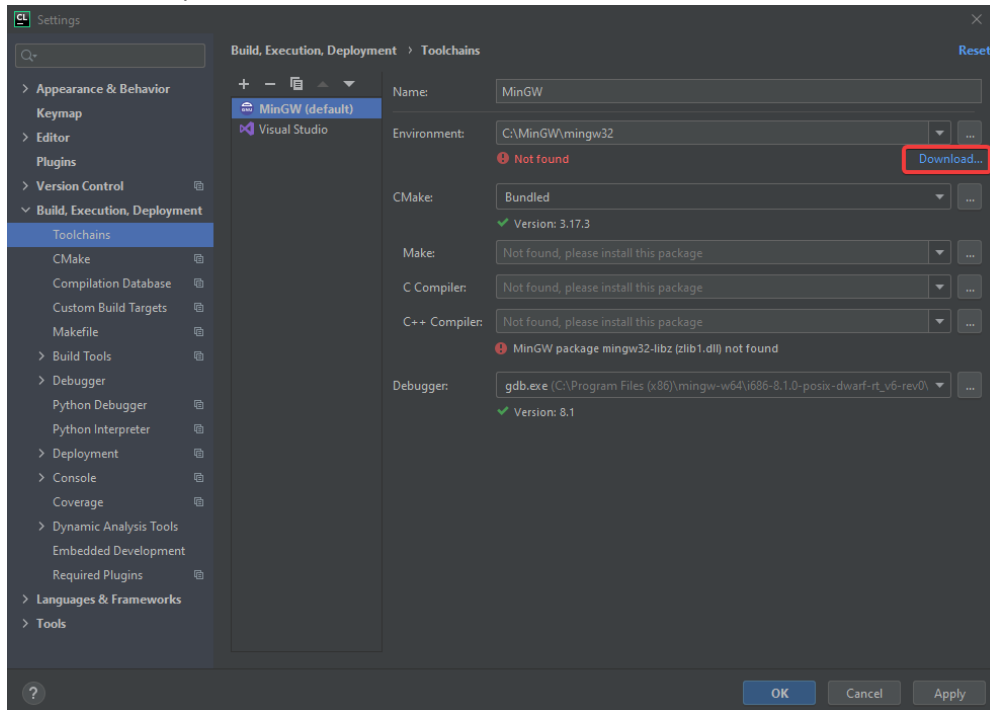 CL Settings
Build, Execution, Deployment > Toolchains
Reset
> Appearance & Behavior
Keymap
> Editor
Plugins
> Version Control
Build, Execution, Deployment
Toolchains
CMake
Compilation Database
Custom Build Targets
Makefile
> Build Tools
> Debugger
Python Debugger
Python Interpreter
> Deployment
> Console
Coverage
> Dynamic Analysis Tools
Embedded Development
Required Plugins
> Languages & Frameworks
> Tools
MinGW (default)
Visual Studio
Name: MinGW
Environment: C:\MinGW\mingw32 ...
Not found Download...
CMake: Bundled ...
Version: 3.17.3
Make: Not found, please install this package ...
C Compiler: Not found, please install this package ...
C++ Compiler: Not found, please install this package ...
MinGW package mingw32-libz (zlib1.dll) not found
Debugger: gdb.exe (C:\Program Files (x86)\mingw-w64\i686-8.1.0-posix-dwarf-rt_v6-rev0\ ...
Version: 8.1
? OK Cancel Apply